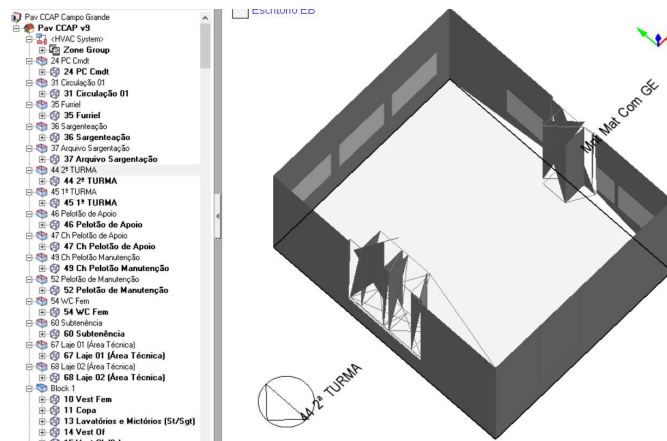 Pav CCAP Campo Grande
Pav CCAP v9
<HVAC System>
Zone Group
24 PC Cmdt
24 PC Cmdt
31 Circulação 01
31 Circulação 01
35 Furriel
35 Furriel
36 Sargenteação
36 Sargenteação
37 Arquivo Sargentação
37 Arquivo Sargentação
44 2ª TURMA
44 2ª TURMA
45 1ª TURMA
45 1ª TURMA
46 Pelotão de Apoio
46 Pelotão de Apoio
47 Ch Pelotão de Apoio
47 Ch Pelotão de Apoio
49 Ch Pelotão Manutenção
49 Ch Pelotão Manutenção
52 Pelotão de Manutenção
52 Pelotão de Manutenção
54 WC Fem
54 WC Fem
60 Subtenência
60 Subtenência
67 Laje 01 (Área Técnica)
67 Laje 01 (Área Técnica)
68 Laje 02 (Área Técnica)
68 Laje 02 (Área Técnica)
Block 1
10 Vest Fem
11 Copa
13 Lavatórios e Mictórios (St/Sgt)
14 Vest Of
Escritório EB
Mat Com GE
44 2ª TURMA